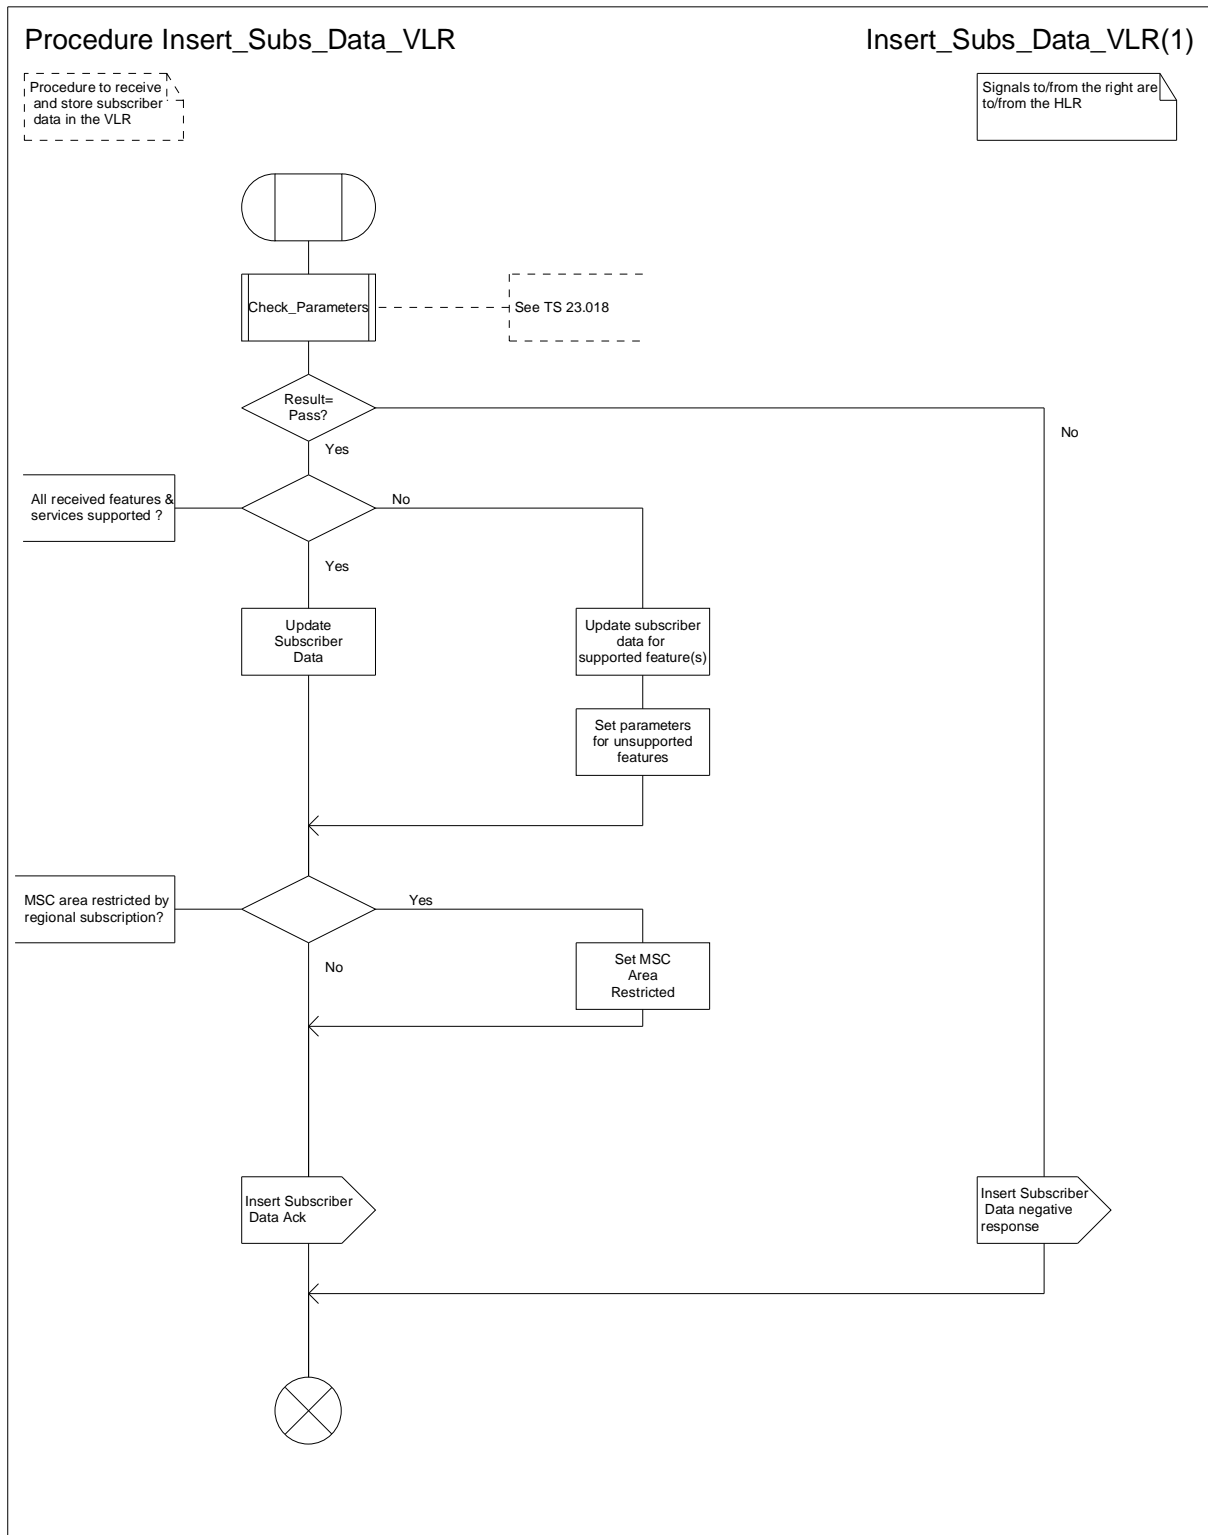 Procedure Insert_Subs_Data_VLR
Insert_Subs_Data_VLR(1)
Procedure to receive
and store subscriber
data in the VLR
Signals to/from the right are
to/from the HLR
Check_Parameters
See TS 23.018
Result=
Pass?
No
Yes
All received features &
services supported ?
No
Yes
Update
Subscriber
Data
Update subscriber
data for
supported feature(s)
Set parameters
for unsupported
features
MSC area restricted by
regional subscription?
Yes
No
Set MSC
Area
Restricted
Insert Subscriber
Data Ack
Insert Subscriber
Data negative
response